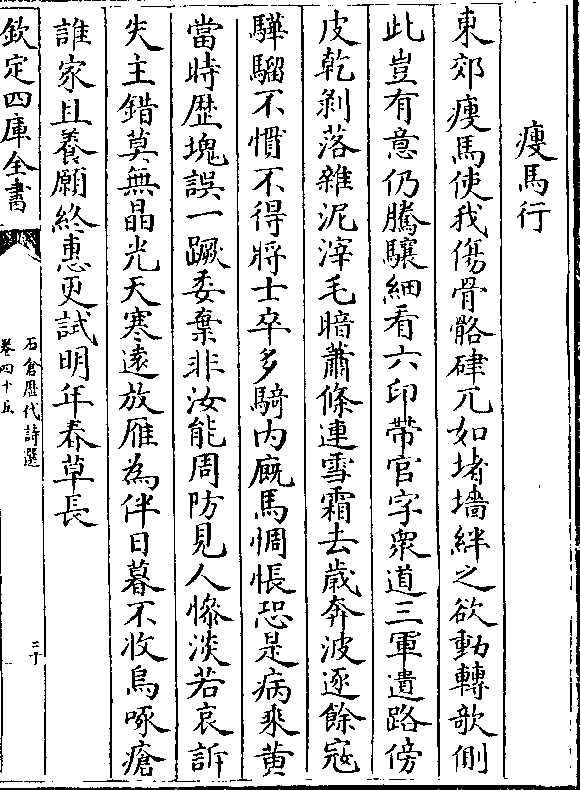 瘦馬行
東郊瘦馬使我傷骨骼硉兀如堵墻絆之欲動轉欹側
此豈有意仍騰驤細看六印帶官字衆道三軍遺路傍
皮乾剥落雜泥滓毛暗蕭條連雪霜去歲奔波逐餘寇
驊騮不慣不得將士卒多騎内廐馬惆悵恐是病乘黄
當時歴塊誤一蹶委棄非汝能周防見人慘淡若哀訴
失主錯莫無晶光天寒遠放雁為伴日暮不收烏啄瘡
誰家且養願終惠更試明年春草長
欽定四庫全書
石倉歴代詩選
卷四十五
三十